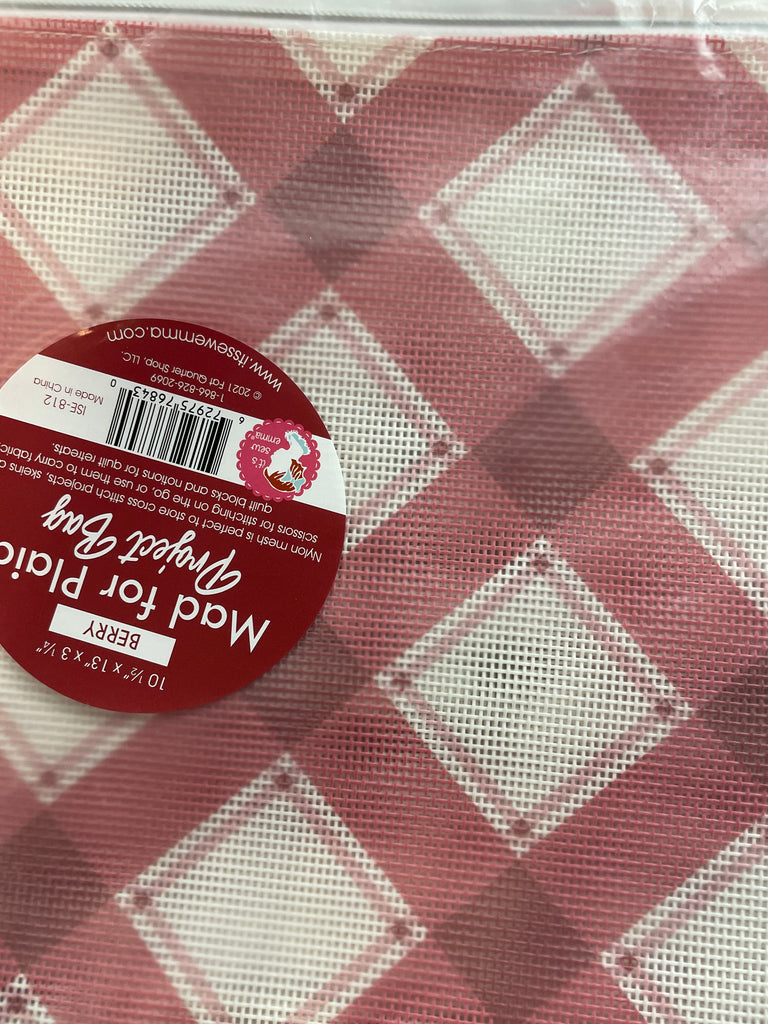 10 ½" x 13" x 3 ¼"
BERRY
Mad for Plaid
Project Bag
Nylon mesh is perfect to store cross stitch projects, skeins
scissors for stitching on the go, or use them to carry fabric,
quilt blocks and notions for quilt retreats.
it's
sew
emma
6 72975 76843 0
ISE-812
Made in China
© 2021 Fat Quarter Shop, LLC.
1-866-826-2069
www.itssewemma.com